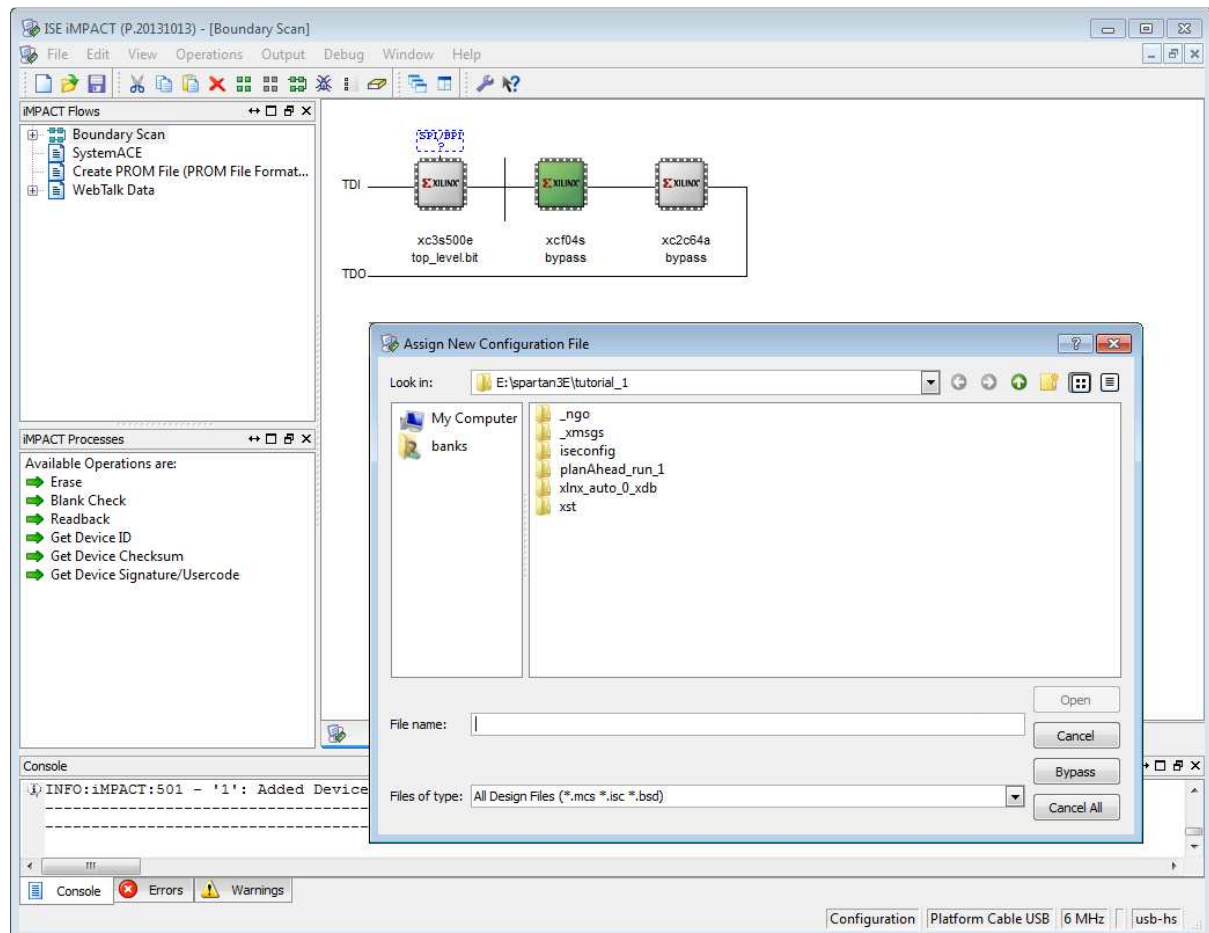 ISE iMPACT (P.20131013) - [Boundary Scan]
File Edit View Operations Output Debug Window Help
iMPACT Flows
Boundary Scan
SystemACE
Create PROM File (PROM File Format...
WebTalk Data
SPI/BPI
?
TDI
XILINX XILINX XILINX
xc3s500e xcf04s xc2c64a
top_level.bit bypass bypass
TDO
iMPACT Processes
Available Operations are:
Erase
Blank Check
Readback
Get Device ID
Get Device Checksum
Get Device Signature/Usercode
Assign New Configuration File
Look in: E:\spartan3E\tutorial_1
My Computer
banks
_ngo
_xmsgs
iseconfig
planAhead_run_1
xlnx_auto_0_xdb
xst
Open
File name:
Cancel
Bypass
Files of type: All Design Files (*.mcs *.isc *.bsd)
Cancel All
Console
INFO:iMPACT:501 - '1': Added Device
----------------------------------
----------------------------------
Console Errors Warnings
Configuration Platform Cable USB 6 MHz usb-hs